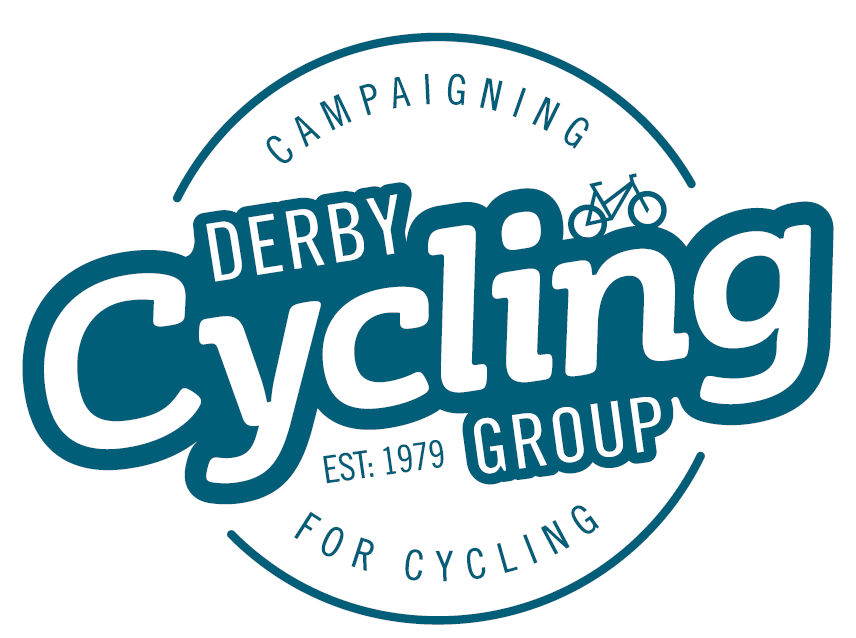 CAMPAIGNING
DERBY
Cycling
GROUP
EST: 1979
FOR CYCLING